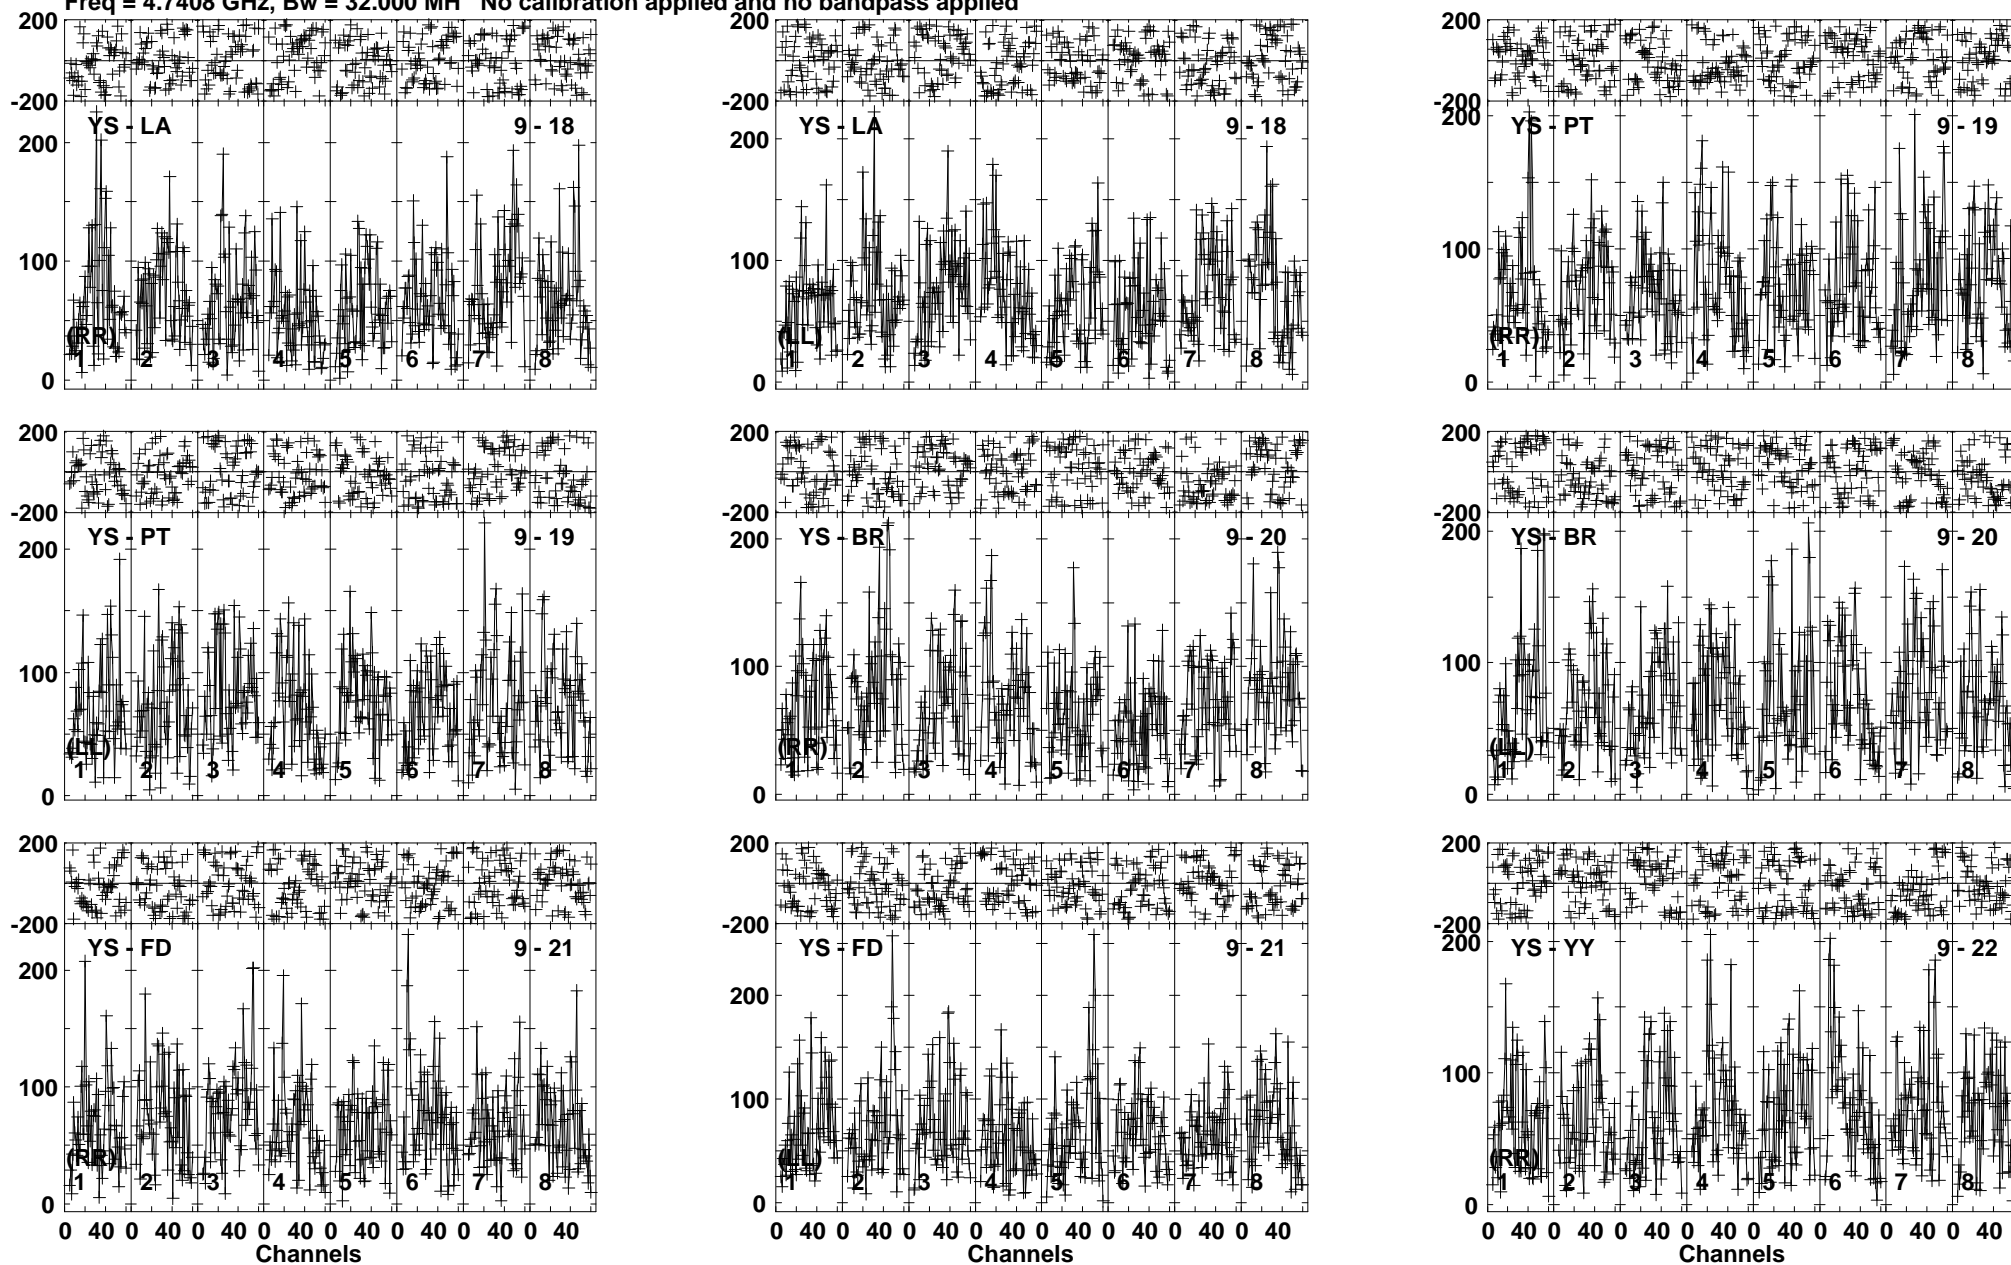 Freq = 4.7408 GHz, Bw = 32.000 MH No calibration applied and no bandpass applied
200 200 200
-200 -200 -200
YS - LA 9 - 18 YS - LA 9 - 18 YS - PT 9 - 19
200 200 200
100 100 100
(RR) (LL) (RR)
1 2 3 4 5 6 7 8 1 2 3 4 5 6 7 8 1 2 3 4 5 6 7 8
0 0 0
200 200 200
-200 -200 -200
YS - PT 9 - 19 YS - BR 9 - 20 YS - BR 9 - 20
200 200 200
100 100 100
(LL) (RR) (LL)
1 2 3 4 5 6 7 8 1 2 3 4 5 6 7 8 1 2 3 4 5 6 7 8
0 0 0
200 200 200
-200 -200 -200
YS - FD 9 - 21 YS - FD 9 - 21 YS - YY 9 - 22
200 200 200
100 100 100
(RR) (LL) (RR)
1 2 3 4 5 6 7 8 1 2 3 4 5 6 7 8 1 2 3 4 5 6 7 8
0 0 0
0 40 0 40 0 40 0 40 0 40 0 40 0 40 0 40 0 40 0 40 0 40 0 40 0 40 0 40 0 40 0 40 0 40 0 40 0 40 0 40 0 40 0 40 0 40 0 40
Channels Channels Channels